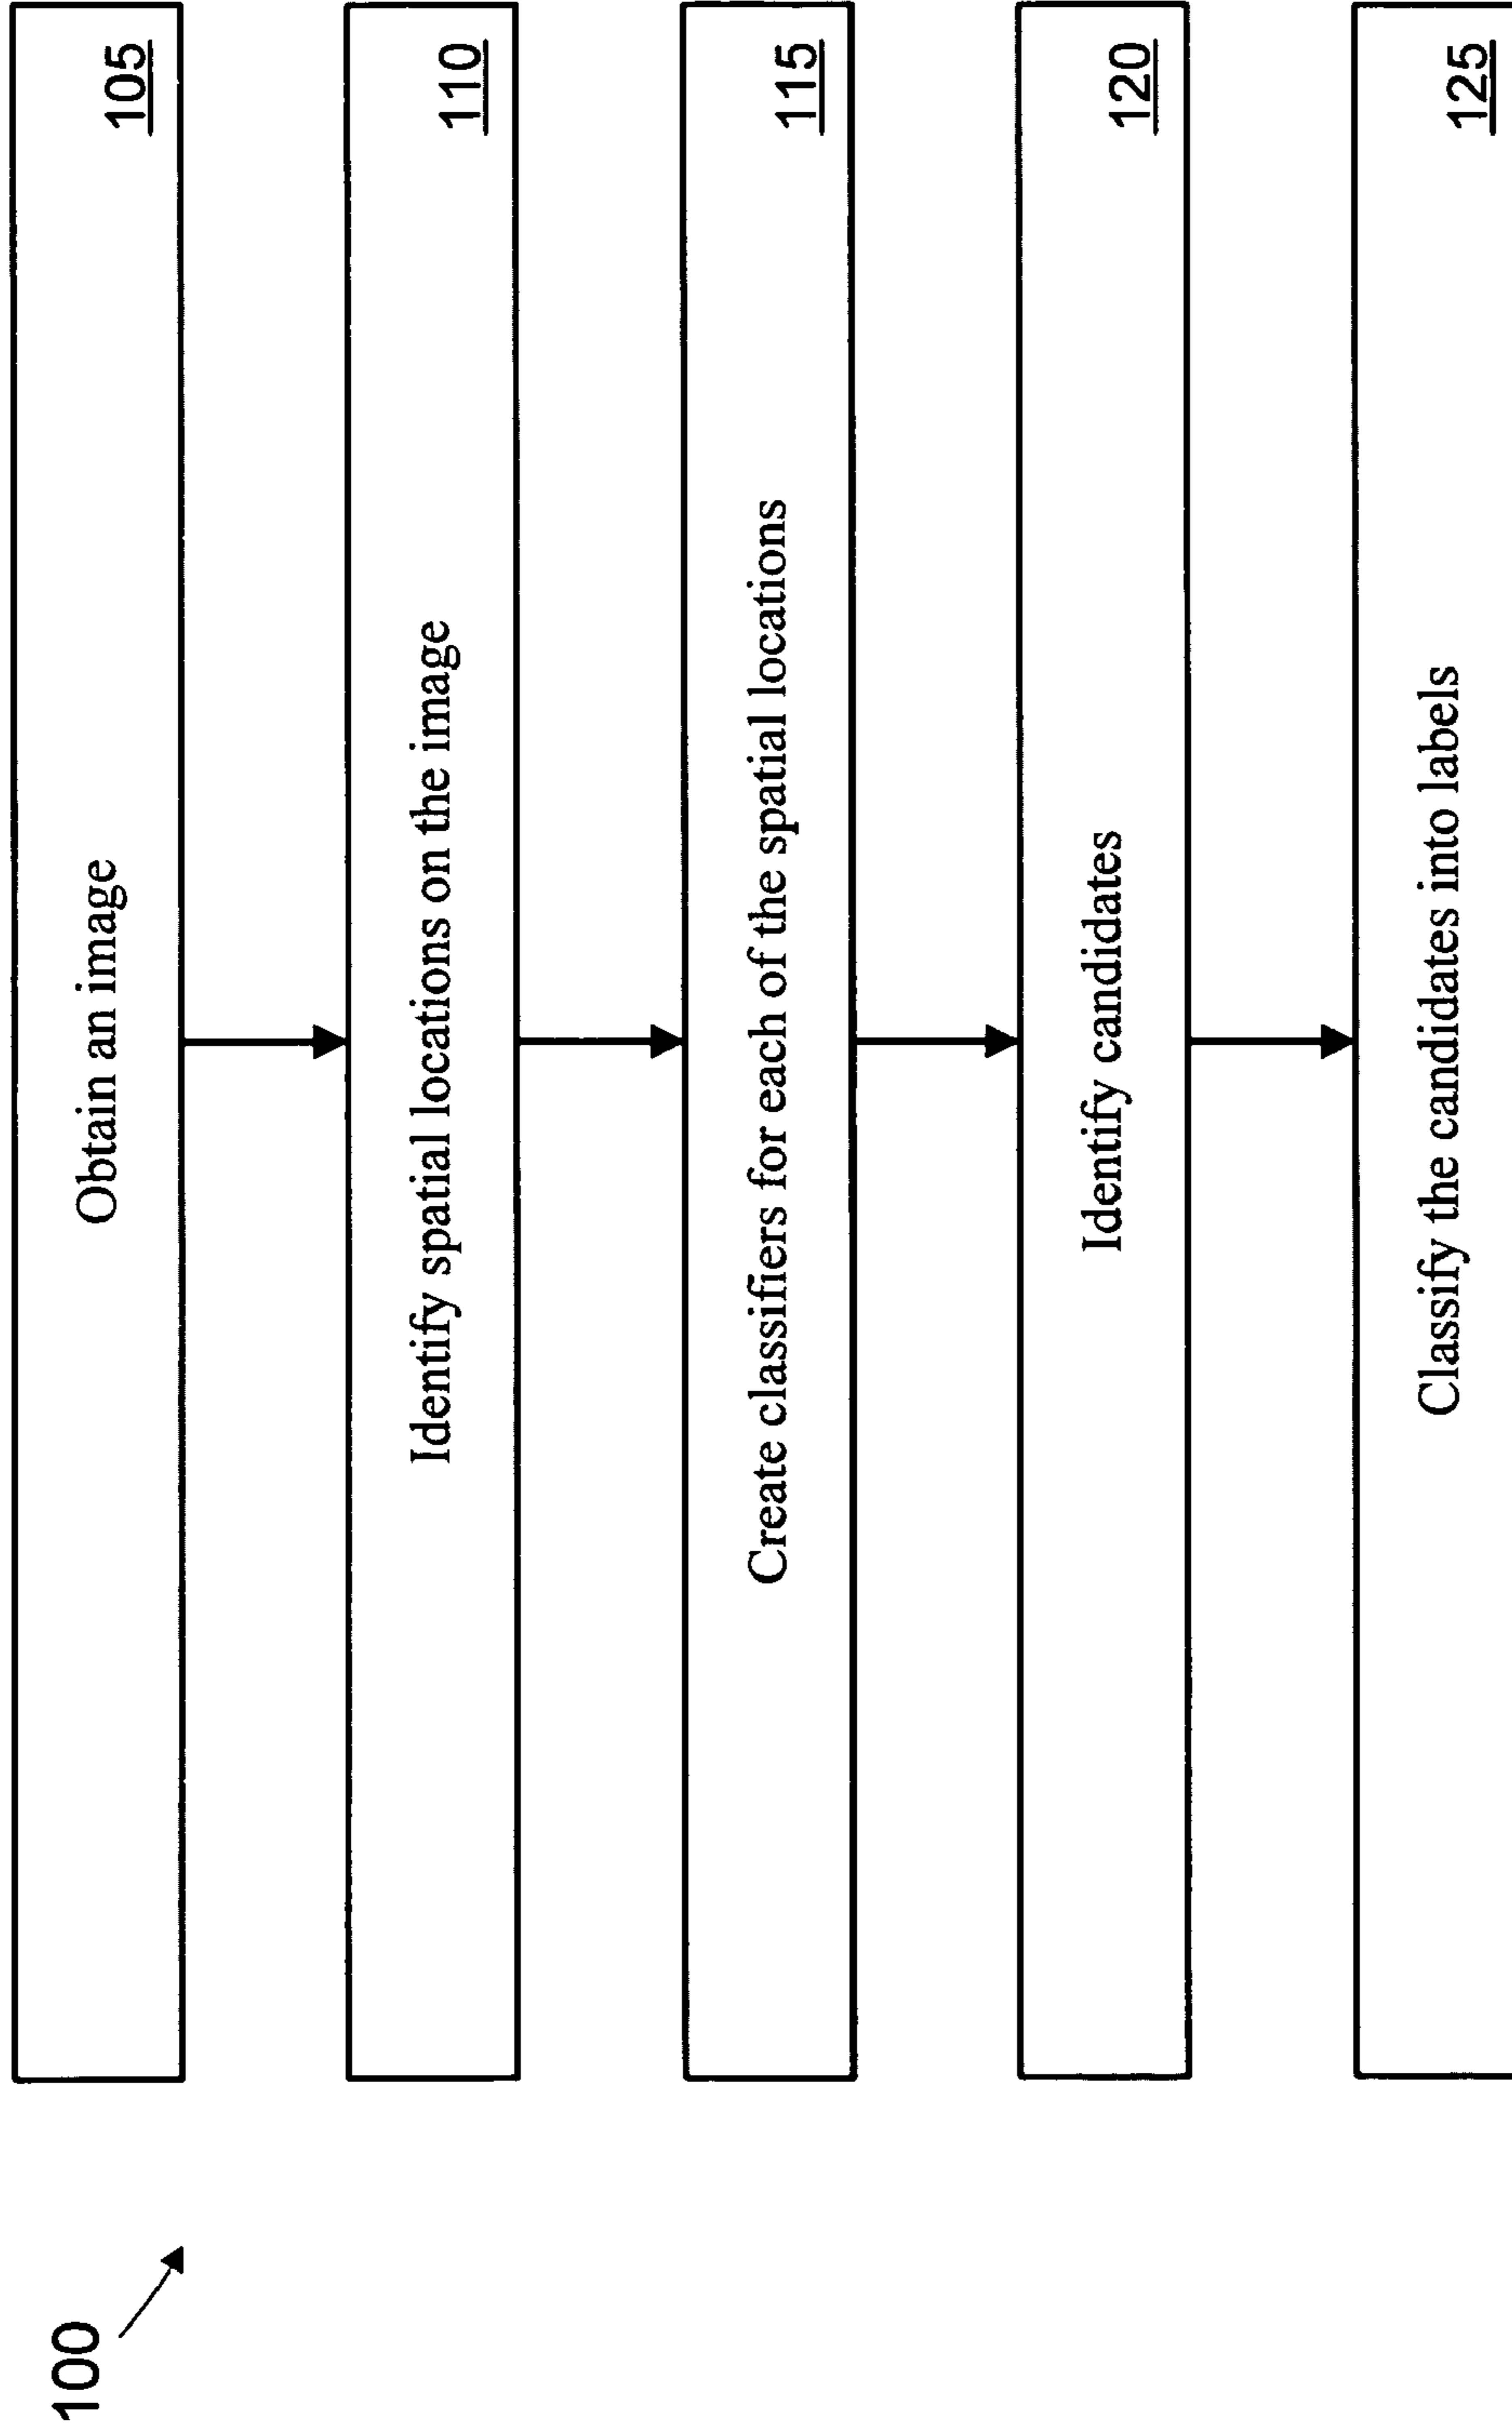 100
Obtain an image
105
Identify spatial locations on the image
110
Create classifiers for each of the spatial locations
115
Identify candidates
120
Classify the candidates into labels
125